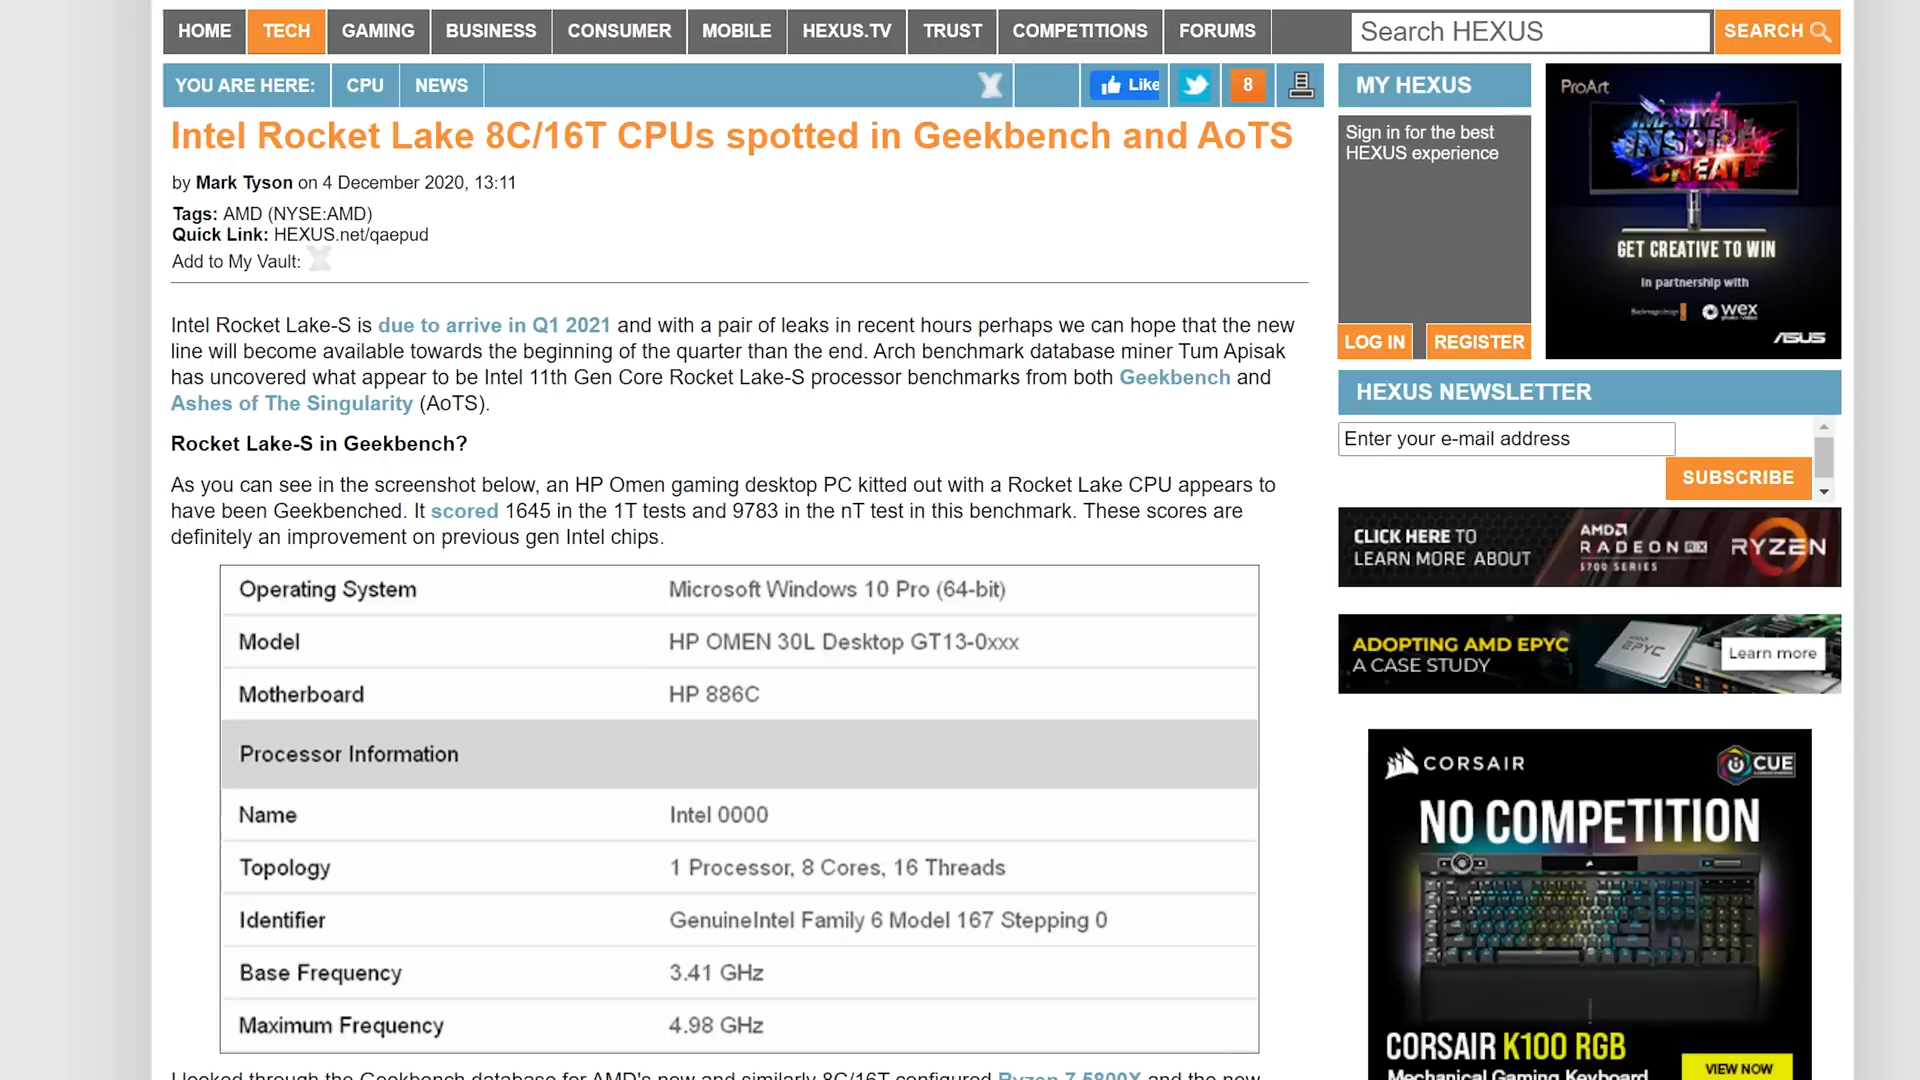 HOME TECH GAMING BUSINESS CONSUMER MOBILE HEXUS.TV TRUST COMPETITIONS FORUMS Search HEXUS SEARCH
YOU ARE HERE: CPU NEWS Like 8
Intel Rocket Lake 8C/16T CPUs spotted in Geekbench and AoTS
by Mark Tyson on 4 December 2020, 13:11
Tags: AMD (NYSE:AMD)
Quick Link: HEXUS.net/qaepud
Add to My Vault:
Intel Rocket Lake-S is due to arrive in Q1 2021 and with a pair of leaks in recent hours perhaps we can hope that the new
line will become available towards the beginning of the quarter than the end. Arch benchmark database miner Tum Apisak
has uncovered what appear to be Intel 11th Gen Core Rocket Lake-S processor benchmarks from both Geekbench and
Ashes of The Singularity (AoTS).
Rocket Lake-S in Geekbench?
As you can see in the screenshot below, an HP Omen gaming desktop PC kitted out with a Rocket Lake CPU appears to
have been Geekbenched. It scored 1645 in the 1T tests and 9783 in the nT test in this benchmark. These scores are
definitely an improvement on previous gen Intel chips.
Operating System Microsoft Windows 10 Pro (64-bit)
Model HP OMEN 30L Desktop GT13-0xxx
Motherboard HP 886C
Processor Information
Name Intel 0000
Topology 1 Processor, 8 Cores, 16 Threads
Identifier GenuineIntel Family 6 Model 167 Stepping 0
Base Frequency 3.41 GHz
Maximum Frequency 4.98 GHz
I looked through the Geekbench database for AMD's new and similarly 8C/16T configured Ryzen 7 5800X and the new
MY HEXUS
Sign in for the best
HEXUS experience
LOG IN REGISTER
ProArt
IMAGINE
INSPIRE
CREATE
GET CREATIVE TO WIN
In partnership with
wex
ASUS
HEXUS NEWSLETTER
Enter your e-mail address
SUBSCRIBE
CLICK HERE TO
LEARN MORE ABOUT
AMD
RADEON RX
5700 SERIES
RYZEN
ADOPTING AMD EPYC
A CASE STUDY
AMD
EPYC
Learn more
CORSAIR
iCUE
NO COMPETITION
CORSAIR K100 RGB
Mechanical Gaming Keyboard
VIEW NOW